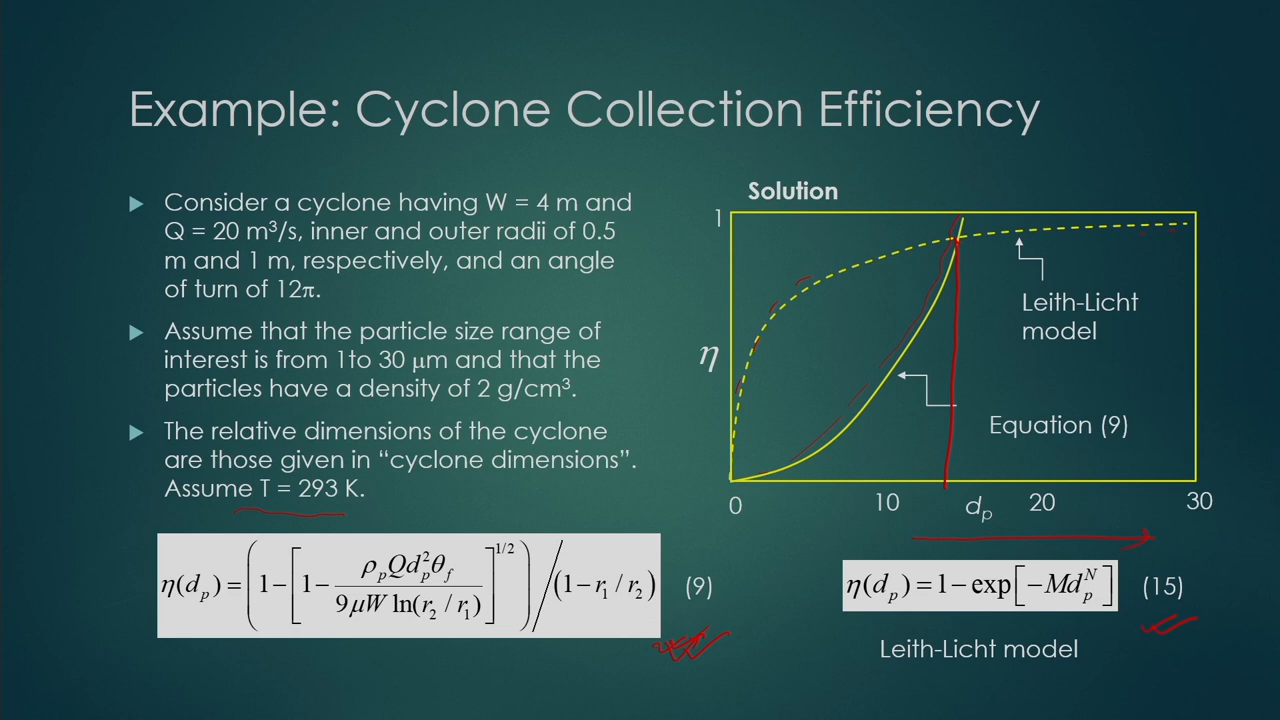 Example: Cyclone Collection Efficiency
Consider a cyclone having W = 4 m and
Q = 20 m³/s, inner and outer radii of 0.5
m and 1 m, respectively, and an angle
of turn of 12π.
Assume that the particle size range of
interest is from 1to 30 μm and that the
particles have a density of 2 g/cm³.
The relative dimensions of the cyclone
are those given in “cyclone dimensions”.
Assume T = 293 K.
η(d_p) = (1−[1− ρ_p Q d_p² θ_f / 9μW ln(r₂ / r₁)]^1/2) / (1−r₁ / r₂) (9)
Solution
1
η
Leith-Licht
model
Equation (9)
0 10 d_p 20 30
η(d_p) = 1−exp[−Md_p^N] (15)
Leith-Licht model